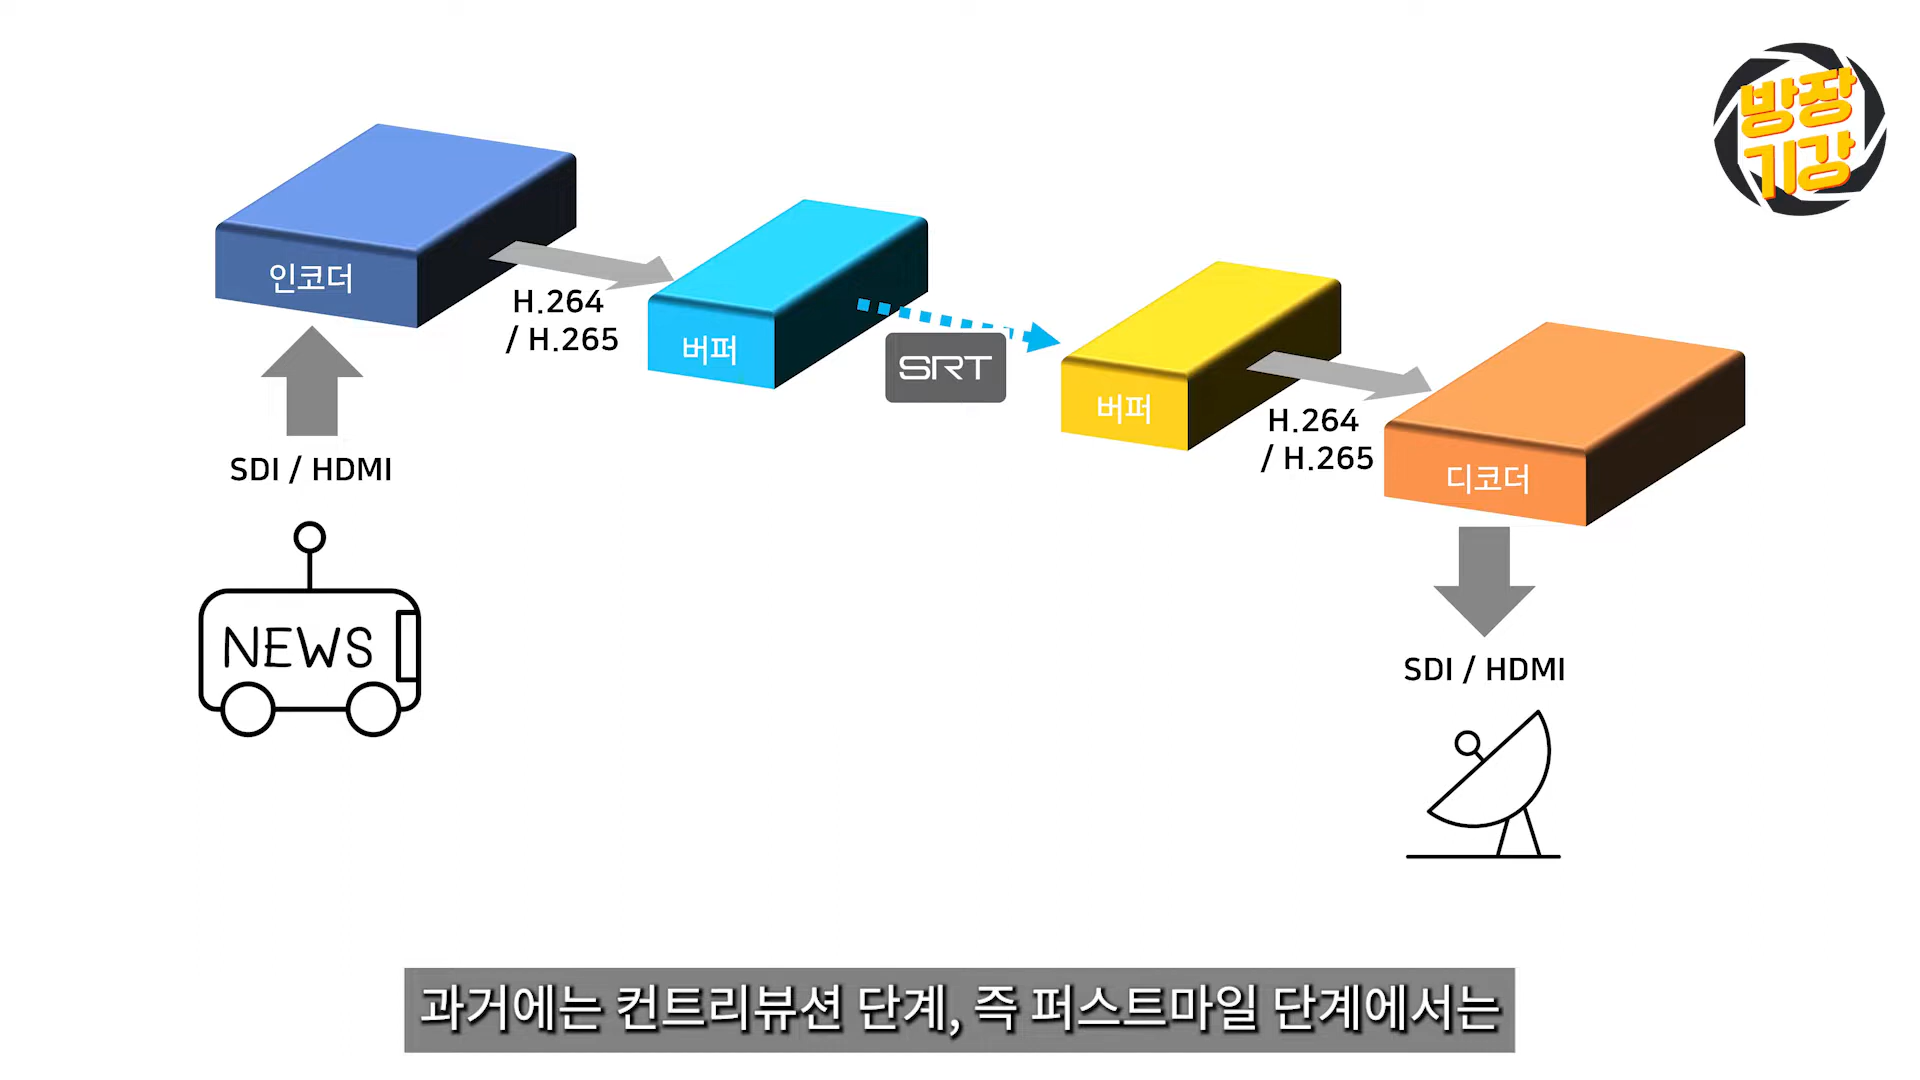 방장
기강
인코더
H.264
/ H.265
버퍼
SRT
버퍼
H.264
/ H.265
디코더
SDI / HDMI
NEWS
SDI / HDMI
과거에는 컨트리뷰션 단계, 즉 퍼스트마일 단계에서는